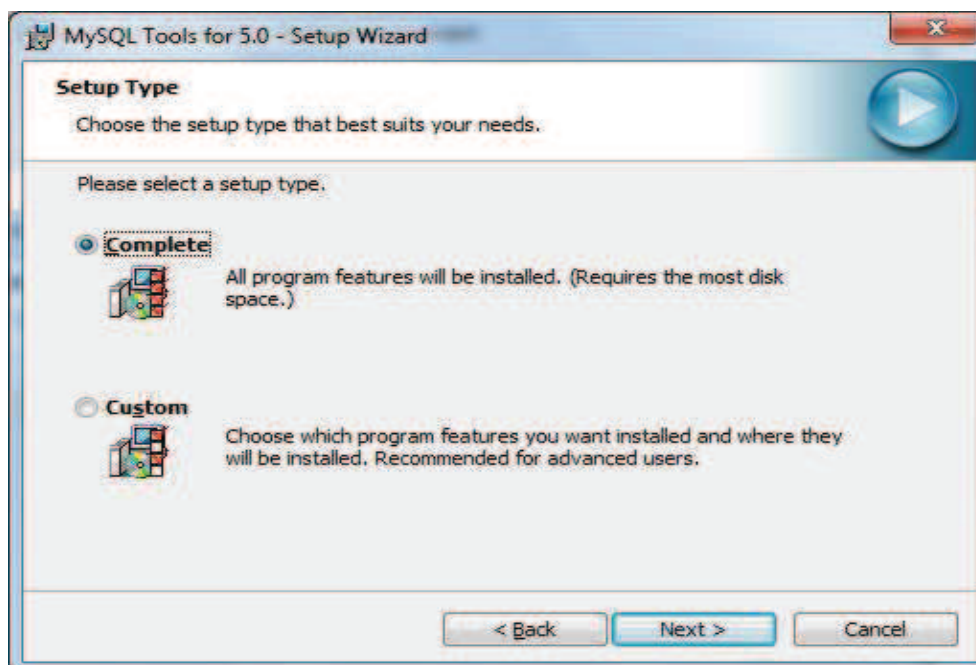 MySQL Tools for 5.0 - Setup Wizard
Setup Type
Choose the setup type that best suits your needs.
Please select a setup type.
Complete
All program features will be installed. (Requires the most disk
space.)
Custom
Choose which program features you want installed and where they
will be installed. Recommended for advanced users.
< Back
Next >
Cancel